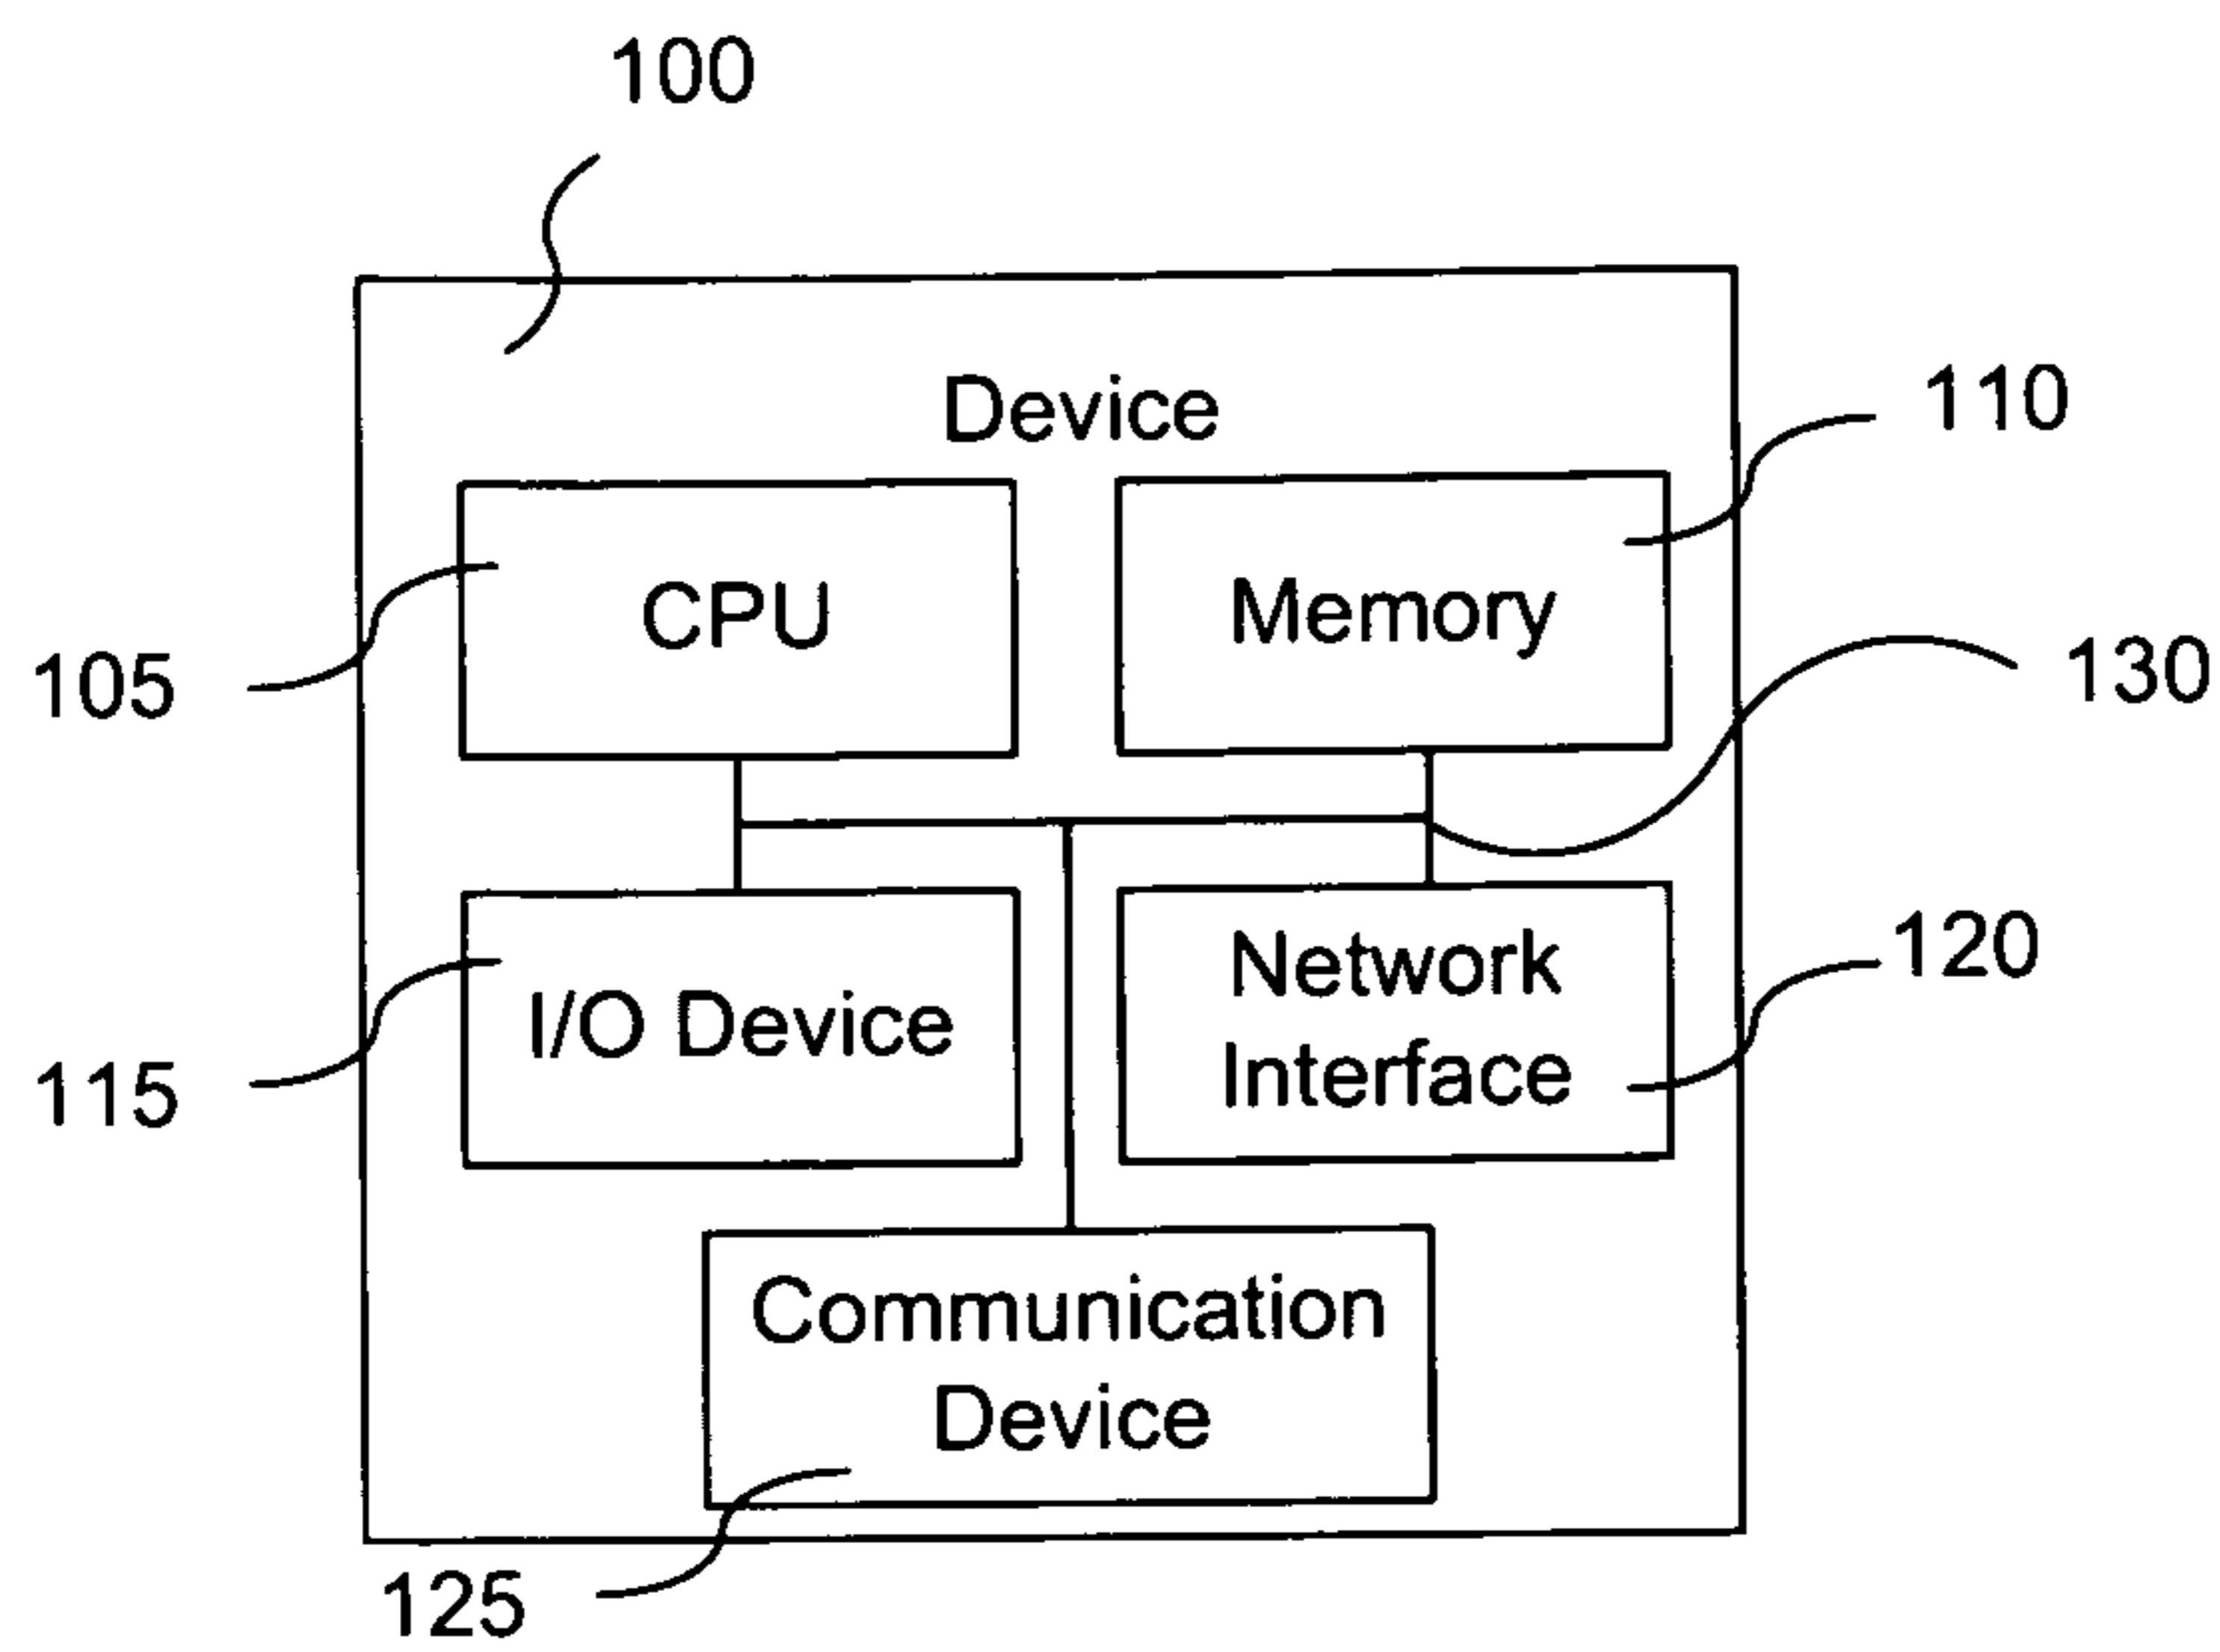 100
Device
110
CPU
Memory
105
130
I/O Device
Network
Interface
120
115
Communication
Device
125